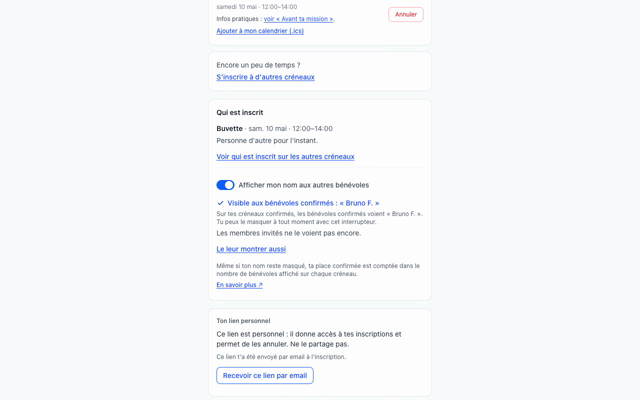 samedi 10 mai · 12:00–14:00
Infos pratiques : voir « Avant ta mission ».
Annuler
Ajouter à mon calendrier (.ics)
Encore un peu de temps ?
S'inscrire à d'autres créneaux
Qui est inscrit
Buvette · sam. 10 mai · 12:00–14:00
Personne d'autre pour l'instant.
Voir qui est inscrit sur les autres créneaux
Afficher mon nom aux autres bénévoles
✓ Visible aux bénévoles confirmés : « Bruno F. »
Sur tes créneaux confirmés, les bénévoles confirmés voient « Bruno F. ».
Tu peux le masquer à tout moment avec cet interrupteur.
Les membres invités ne le voient pas encore.
Le leur montrer aussi
Même si ton nom reste masqué, ta place confirmée est comptée dans le
nombre de bénévoles affiché sur chaque créneau.
En savoir plus ↗
Ton lien personnel
Ce lien est personnel : il donne accès à tes inscriptions et
permet de les annuler. Ne le partage pas.
Ce lien t'a été envoyé par email à l'inscription.
Recevoir ce lien par email